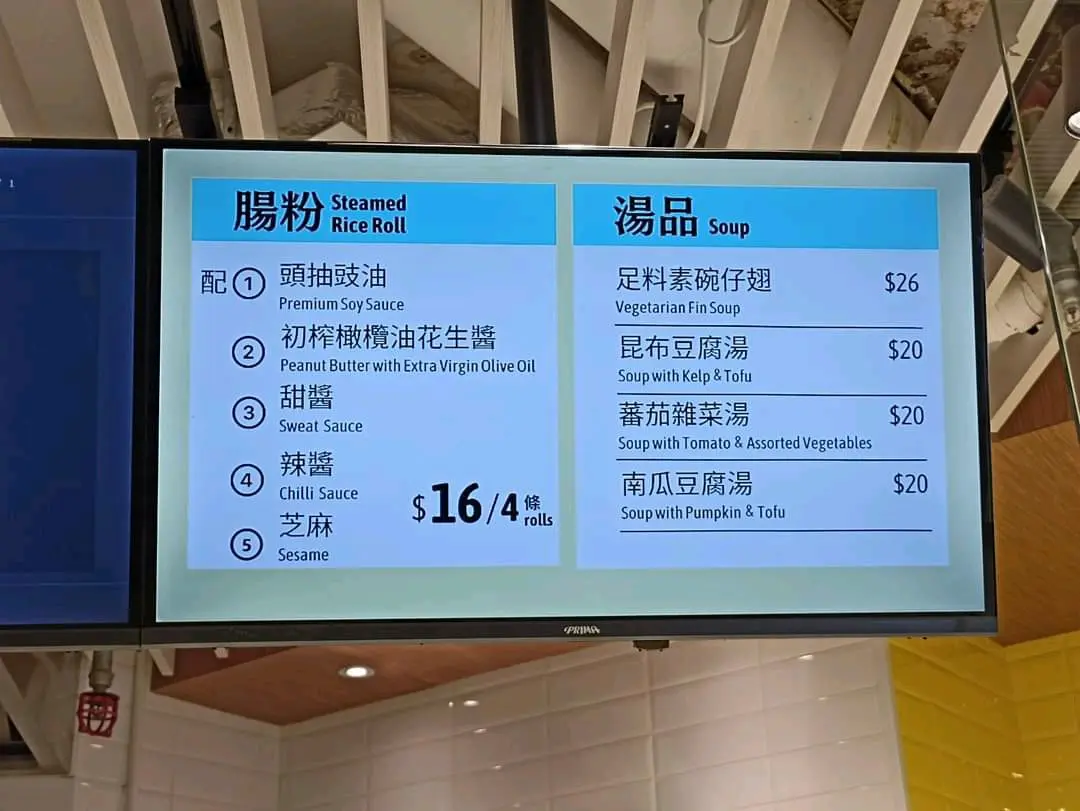 腸粉 Steamed Rice Roll
配 ① 頭抽豉油
Premium Soy Sauce
② 初榨橄欖油花生醬
Peanut Butter with Extra Virgin Olive Oil
③ 甜醬
Sweat Sauce
④ 辣醬
Chilli Sauce
⑤ 芝麻
Sesame
$16/4 條 rolls
湯品 Soup
足料素碗仔翅 $26
Vegetarian Fin Soup
昆布豆腐湯 $20
Soup with Kelp & Tofu
蕃茄雜菜湯 $20
Soup with Tomato & Assorted Vegetables
南瓜豆腐湯 $20
Soup with Pumpkin & Tofu
PRIMA